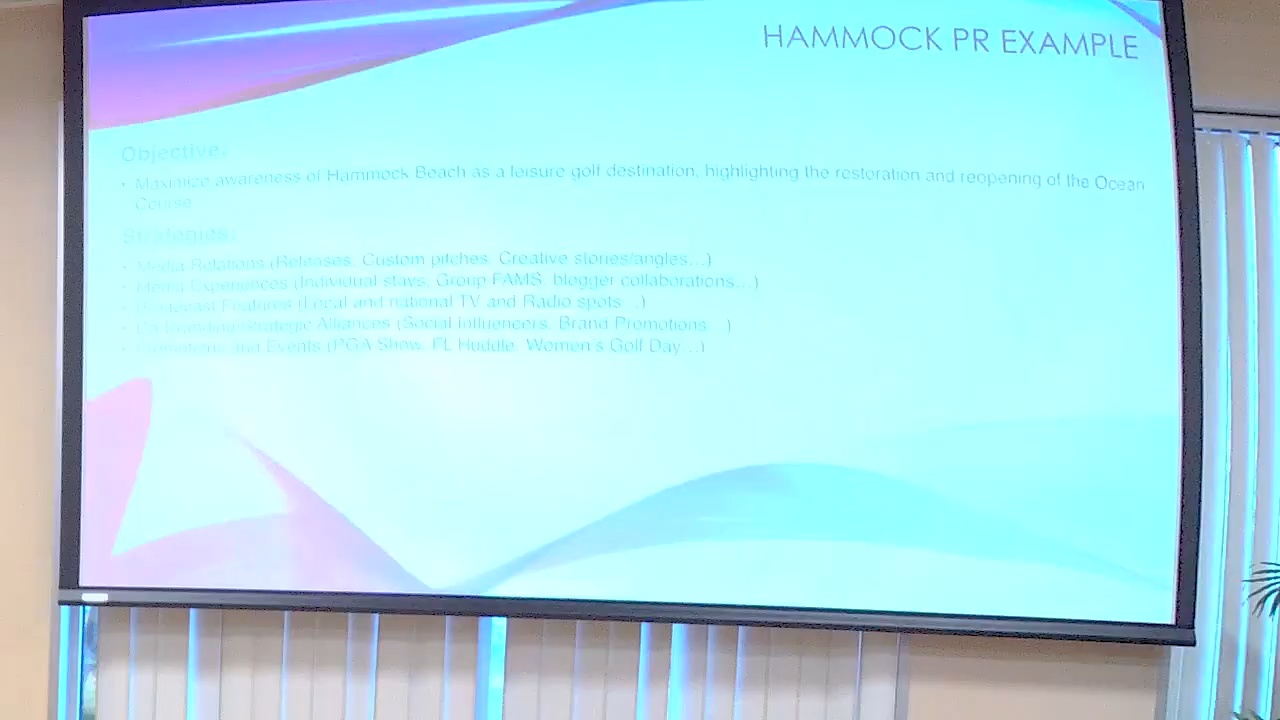 HAMMOCK PR EXAMPLE
Objective:
• Maximize awareness of Hammock Beach as a leisure golf destination, highlighting the restoration and reopening of the Ocean
Course
Strategies:
• Media Relations (Releases, Custom pitches, Creative stories/angles…)
• Media Experiences (Individual stays, Group FAMS, blogger collaborations…)
• Broadcast Features (Local and national TV and Radio spots…)
• Co-Branding/Strategic Alliances (Social Influencers, Brand Promotions…)
• Promotions and Events (PGA Show, FL Huddle, Women's Golf Day…)